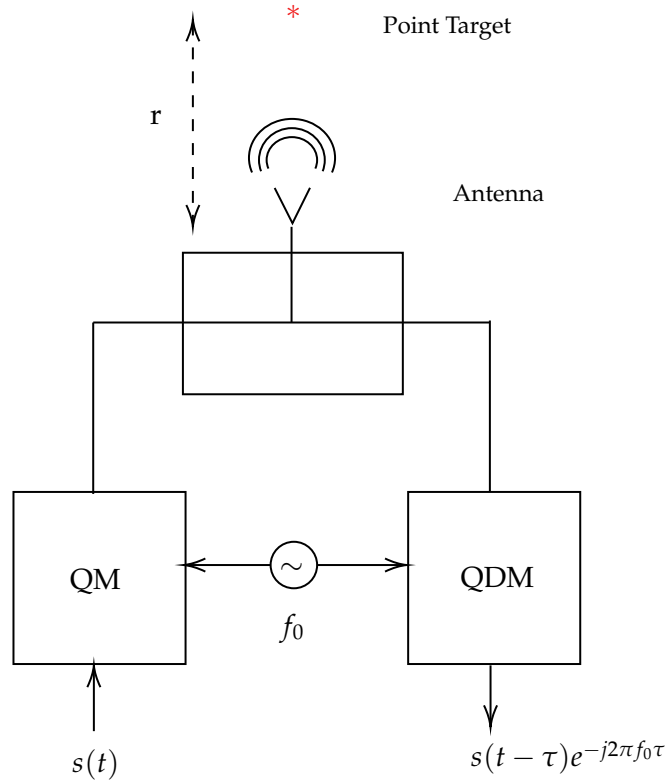 *
Point Target
r
Antenna
QM
∼
QDM
f₀
s(t)
s(t − τ)e^{−j2πf₀τ}